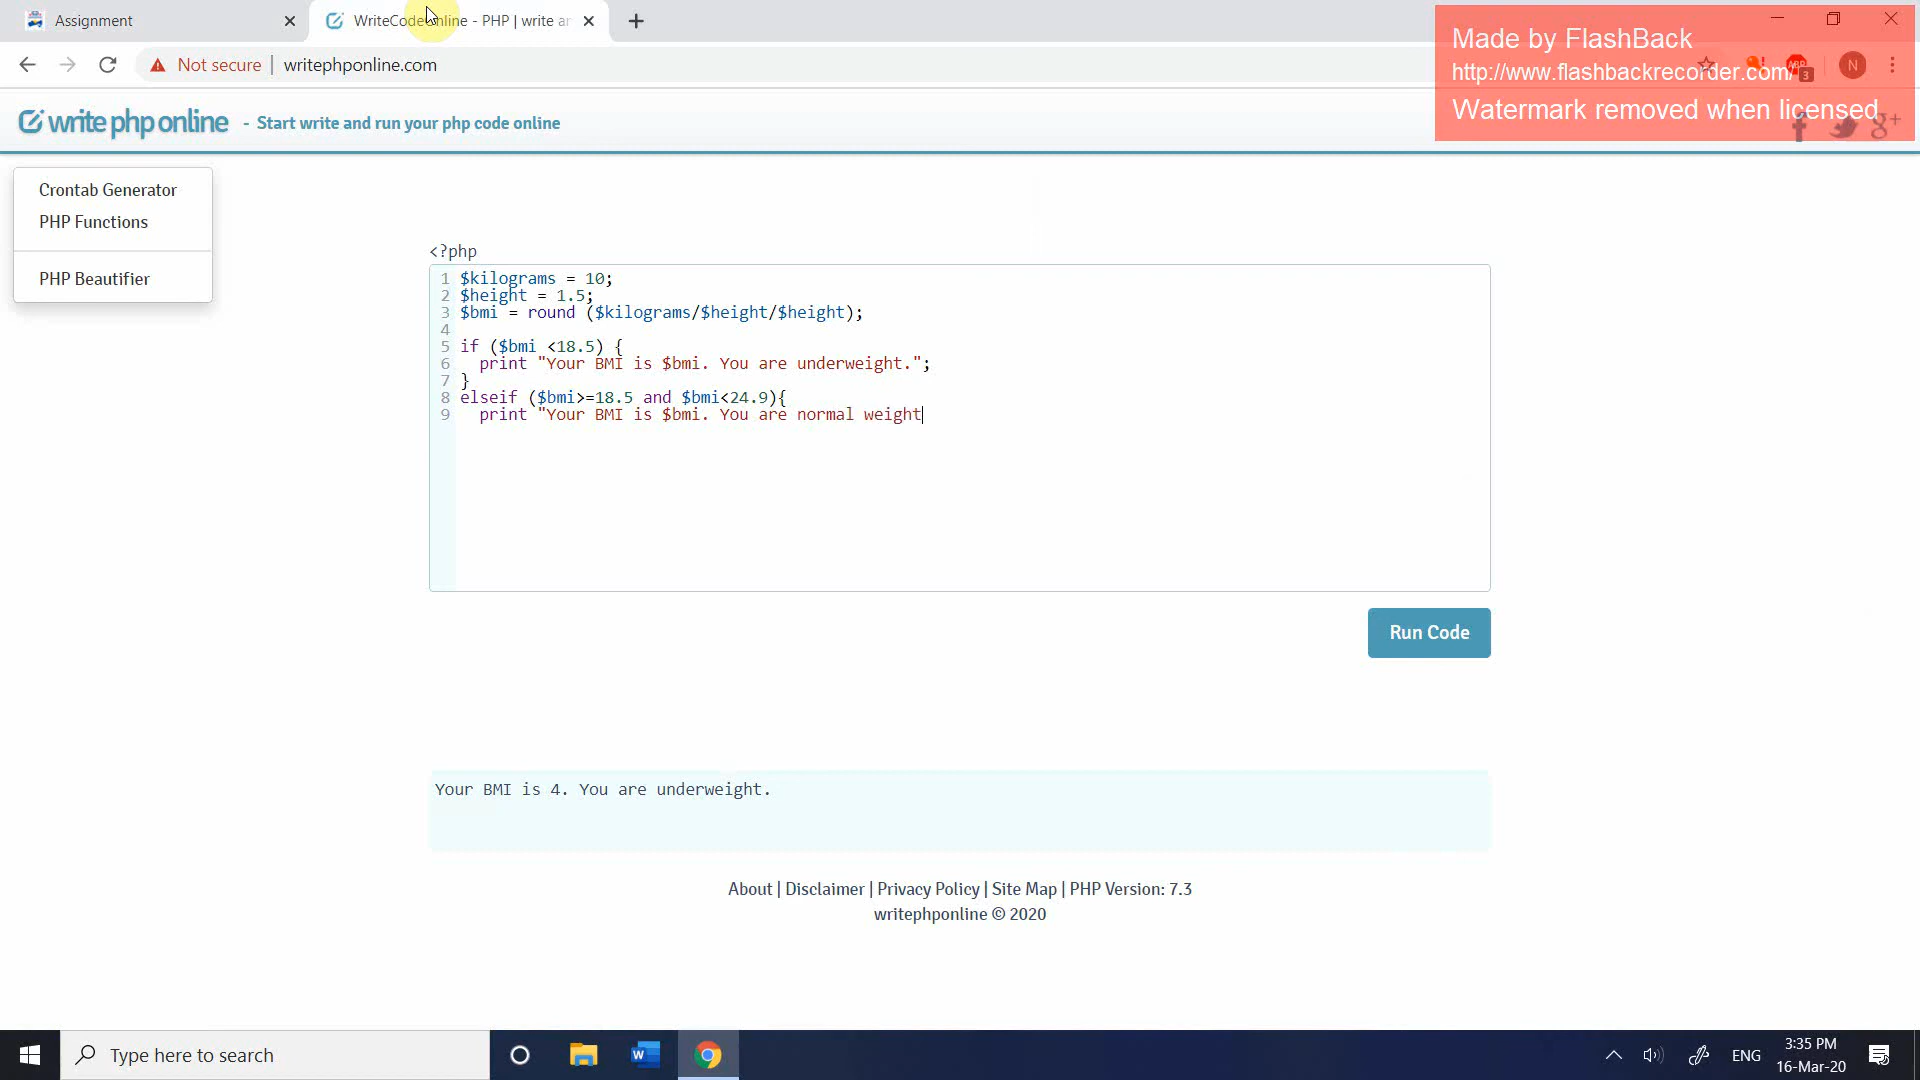 Assignment
WriteCodeOnline - PHP | write an
Made by FlashBack
http://www.flashbackrecorder.com/
Watermark removed when licensed
Not secure | writephponline.com
ABP
3
N
write php online - Start write and run your php code online
f g+
Crontab Generator
PHP Functions
PHP Beautifier
<?php
1 $kilograms = 10;
2 $height = 1.5;
3 $bmi = round ($kilograms/$height/$height);
4
5 if ($bmi <18.5) {
6 print "Your BMI is $bmi. You are underweight.";
7 }
8 elseif ($bmi>=18.5 and $bmi<24.9){
9 print "Your BMI is $bmi. You are normal weight
Run Code
Your BMI is 4. You are underweight.
About | Disclaimer | Privacy Policy | Site Map | PHP Version: 7.3
writephponline © 2020
Type here to search
W
ENG
3:35 PM
16-Mar-20